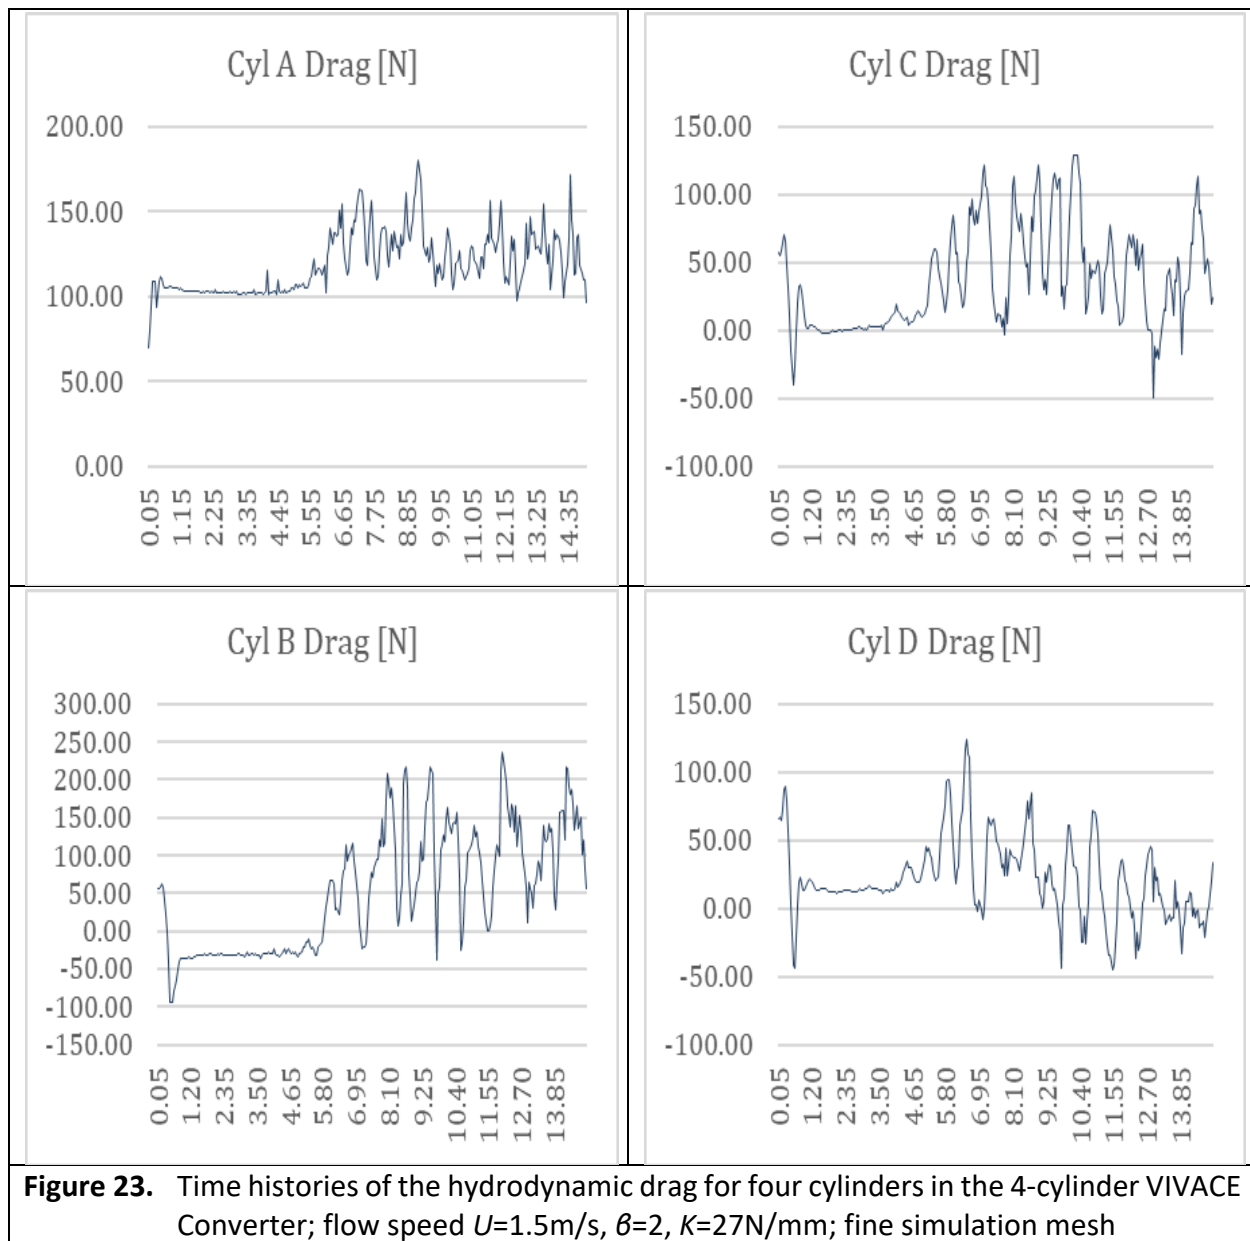 Cyl A Drag [N]
200.00
150.00
100.00
50.00
0.00
0.05 1.15 2.25 3.35 4.45 5.55 6.65 7.75 8.85 9.95 11.05 12.15 13.25 14.35
Cyl C Drag [N]
150.00
100.00
50.00
0.00
-50.00
-100.00
0.05 1.20 2.35 3.50 4.65 5.80 6.95 8.10 9.25 10.40 11.55 12.70 13.85
Cyl B Drag [N]
300.00
250.00
200.00
150.00
100.00
50.00
0.00
-50.00
-100.00
-150.00
0.05 1.20 2.35 3.50 4.65 5.80 6.95 8.10 9.25 10.40 11.55 12.70 13.85
Cyl D Drag [N]
150.00
100.00
50.00
0.00
-50.00
-100.00
0.05 1.20 2.35 3.50 4.65 5.80 6.95 8.10 9.25 10.40 11.55 12.70 13.85
Figure 23. Time histories of the hydrodynamic drag for four cylinders in the 4-cylinder VIVACE
Converter; flow speed U=1.5m/s, β=2, K=27N/mm; fine simulation mesh